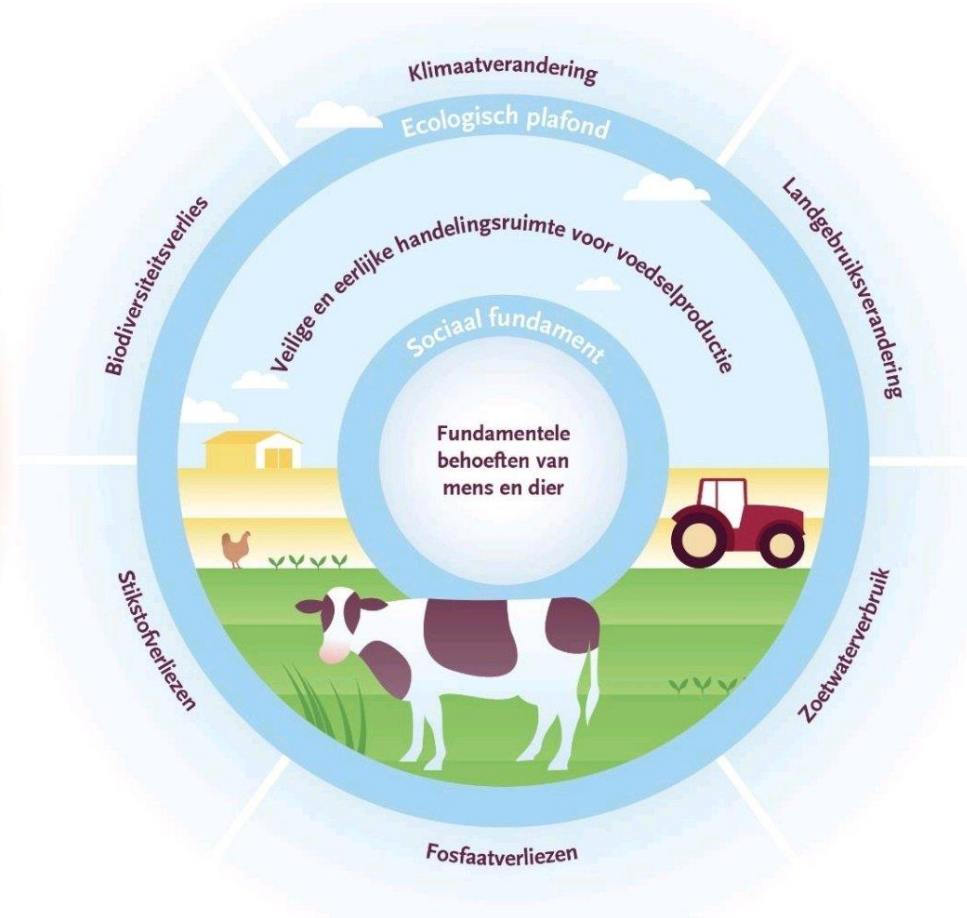 Klimaatverandering
Ecologisch plafond
Landgebruiksverandering
Biodiversiteitsverlies
Veilige en eerlijke handelingsruimte voor voedselproductie
Sociaal fundament
Fundamentele
behoeften van
mens en dier
Stikstofverliezen
Zoetwaterverbruik
Fosfaatverliezen